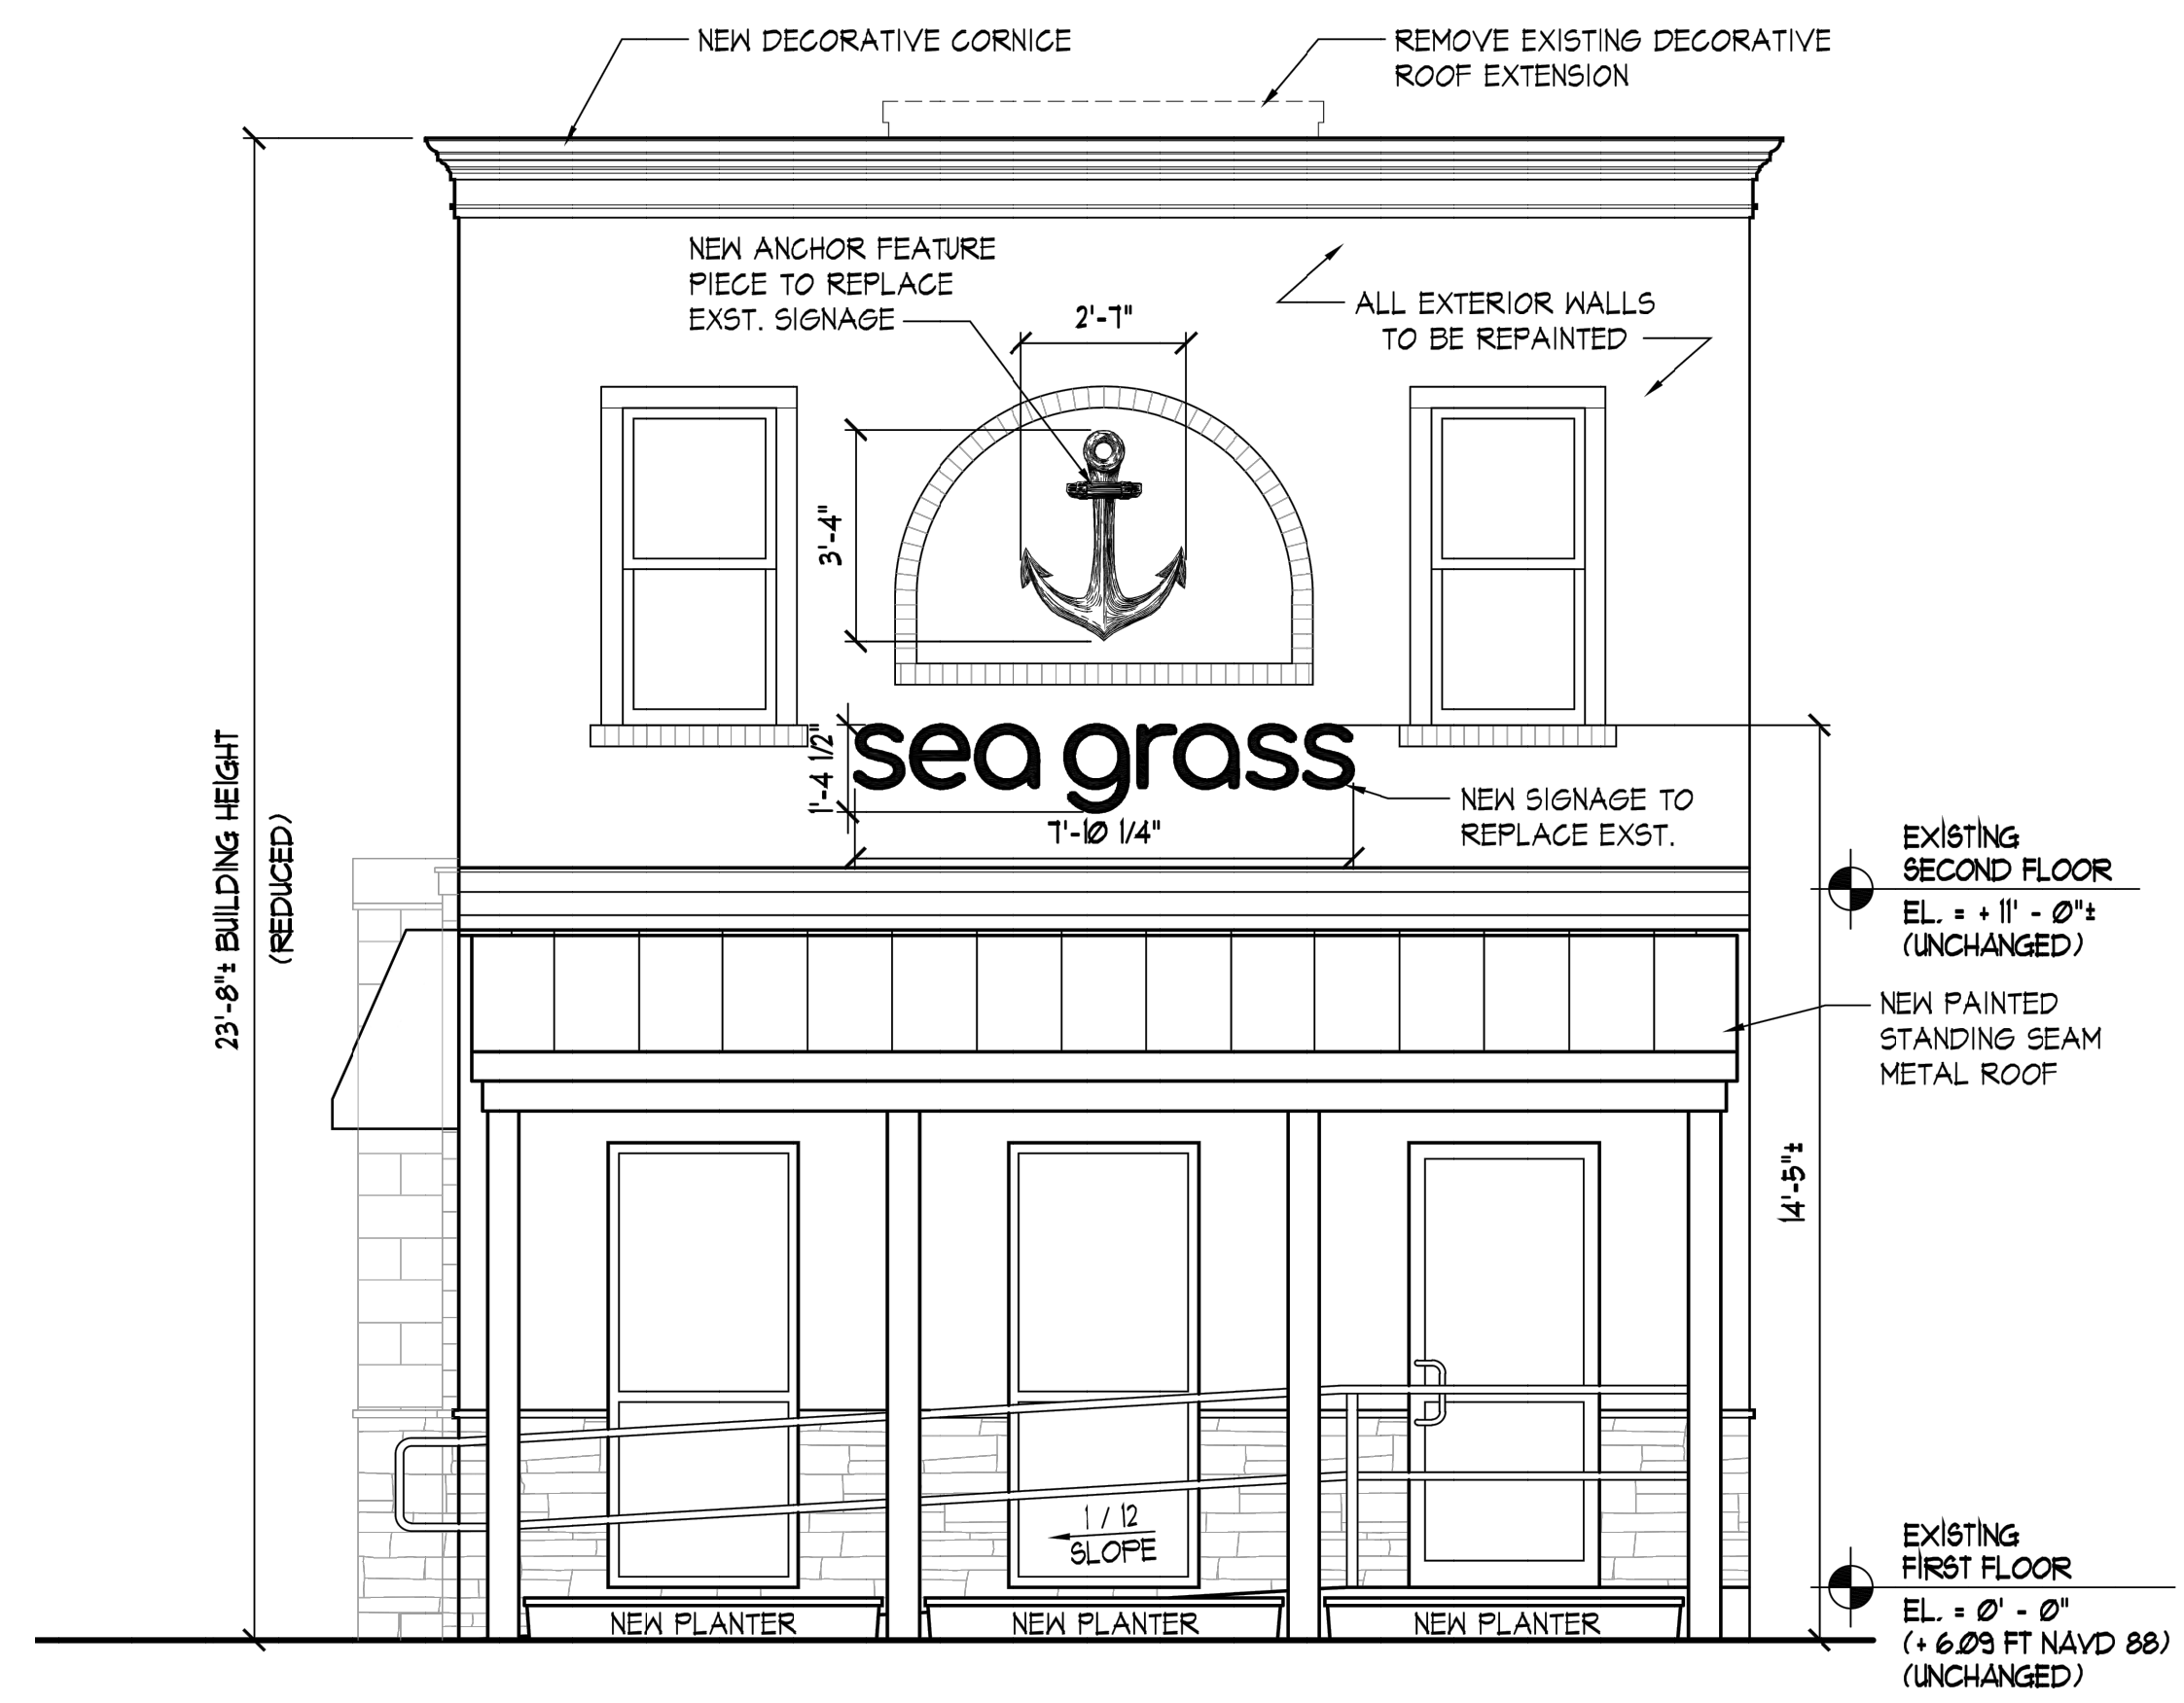 NEW DECORATIVE CORNICE
REMOVE EXISTING DECORATIVE
ROOF EXTENSION
NEW ANCHOR FEATURE
PIECE TO REPLACE
EXST. SIGNAGE
2'-7"
ALL EXTERIOR WALLS
TO BE REPAINTED
3'-4"
23'-8"± BUILDING HEIGHT
(REDUCED)
1'-4 1/2"
sea grass
7'-10 1/4"
NEW SIGNAGE TO
REPLACE EXST.
EXISTING
SECOND FLOOR
EL. = + 11' - 0"±
(UNCHANGED)
NEW PAINTED
STANDING SEAM
METAL ROOF
14'-5"±
1 / 12
SLOPE
EXISTING
FIRST FLOOR
EL. = 0' - 0"
(+ 6.09 FT NAVD 88)
(UNCHANGED)
NEW PLANTER
NEW PLANTER
NEW PLANTER